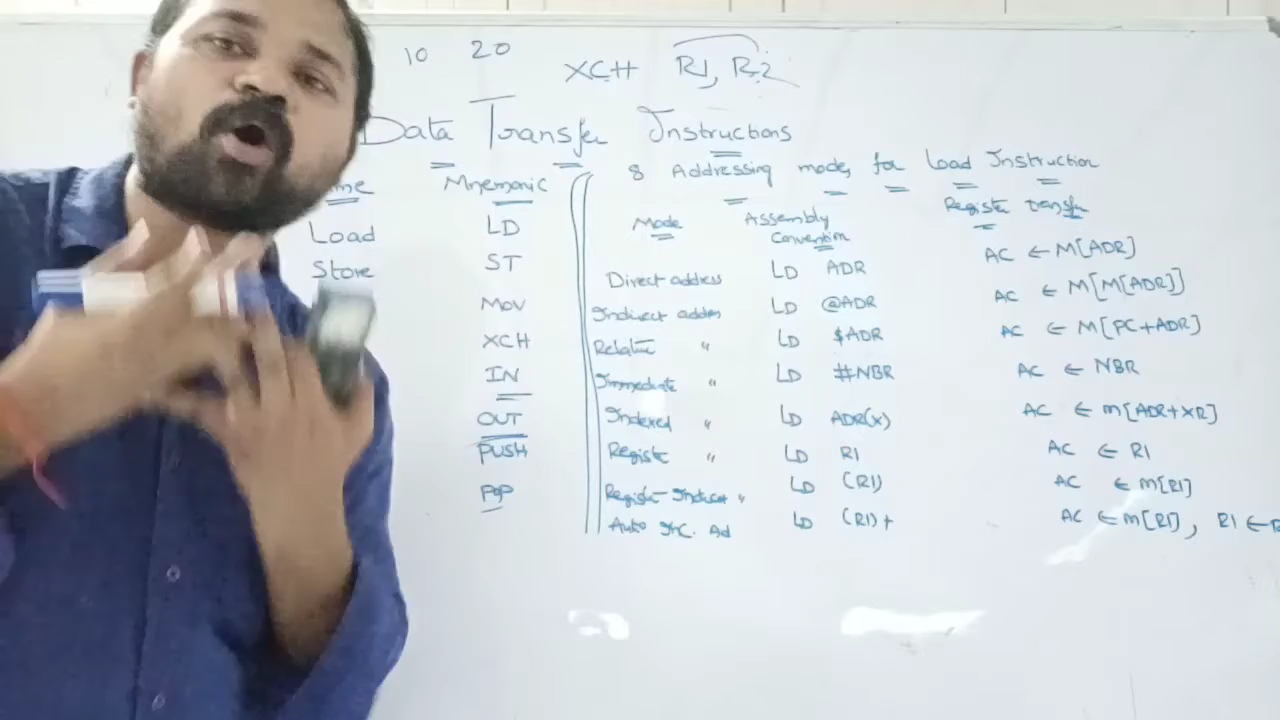 10 20
XCH R1, R2
Data Transfer Instructions
Mnemonic
8 Addressing modes for Load Instruction
Mode Assembly Convention Register transfer
Load LD
Store ST
MOV
XCH
IN
OUT
PUSH
POP
Direct address LD ADR AC ← M[ADR]
Indirect addres LD @ADR AC ← M[M[ADR]]
Relative " LD $ADR AC ← M[PC+ADR]
Immediate " LD #NBR AC ← NBR
Indexed " LD ADR(X) AC ← M[ADR+XR]
Register " LD R1 AC ← R1
Register Indirect " LD (R1) AC ← M[R1]
Auto Inc. Ad LD (R1)+ AC ← M[R1], R1 ←